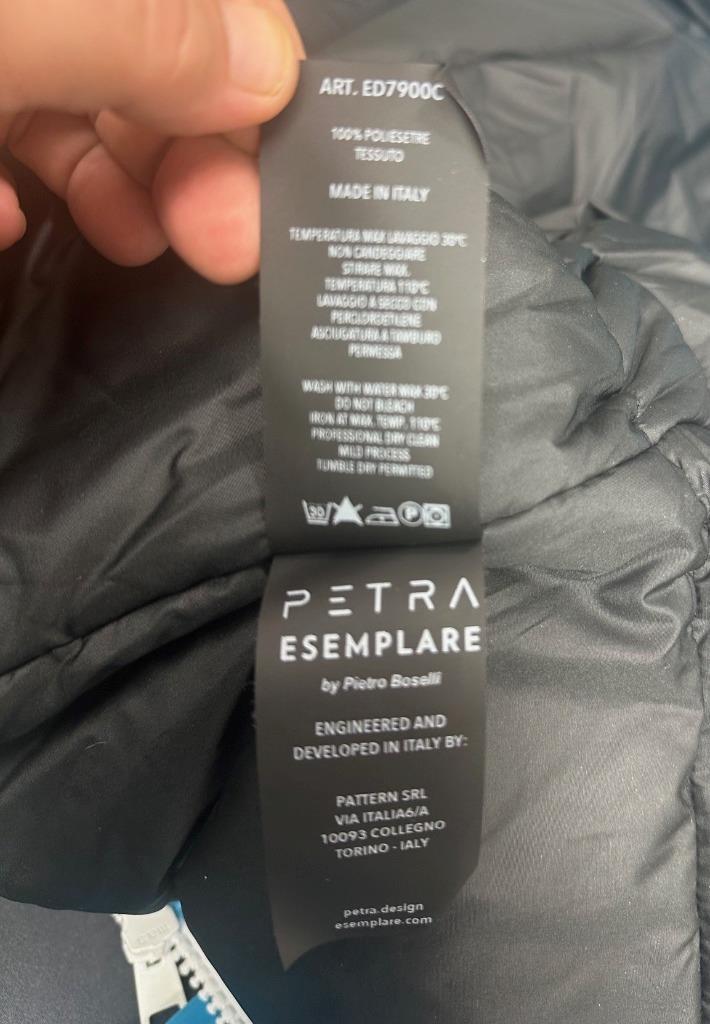 ART. ED7900C
100% POLIESETRE
TESSUTO
MADE IN ITALY
TEMPERATURA MAX LAVAGGIO 30°C
NON CANDEGGIARE
STIRARE MAX.
TEMPERATURA 110°C
LAVAGGIO A SECCO CON
PERCLOROETILENE
ASCIUGATURA A TAMBURO
PERMESSA
WASH WITH WATER MAX 30°C
DO NOT BLEACH
IRON AT MAX. TEMP. 110°C
PROFESSIONAL DRY CLEAN
MILD PROCESS
TUMBLE DRY PERMITTED
30 P
PETRA
ESEMPLARE
by Pietro Boselli
ENGINEERED AND
DEVELOPED IN ITALY BY:
PATTERN SRL
VIA ITALIA6/A
10093 COLLEGNO
TORINO - IALY
petra.design
esemplare.com